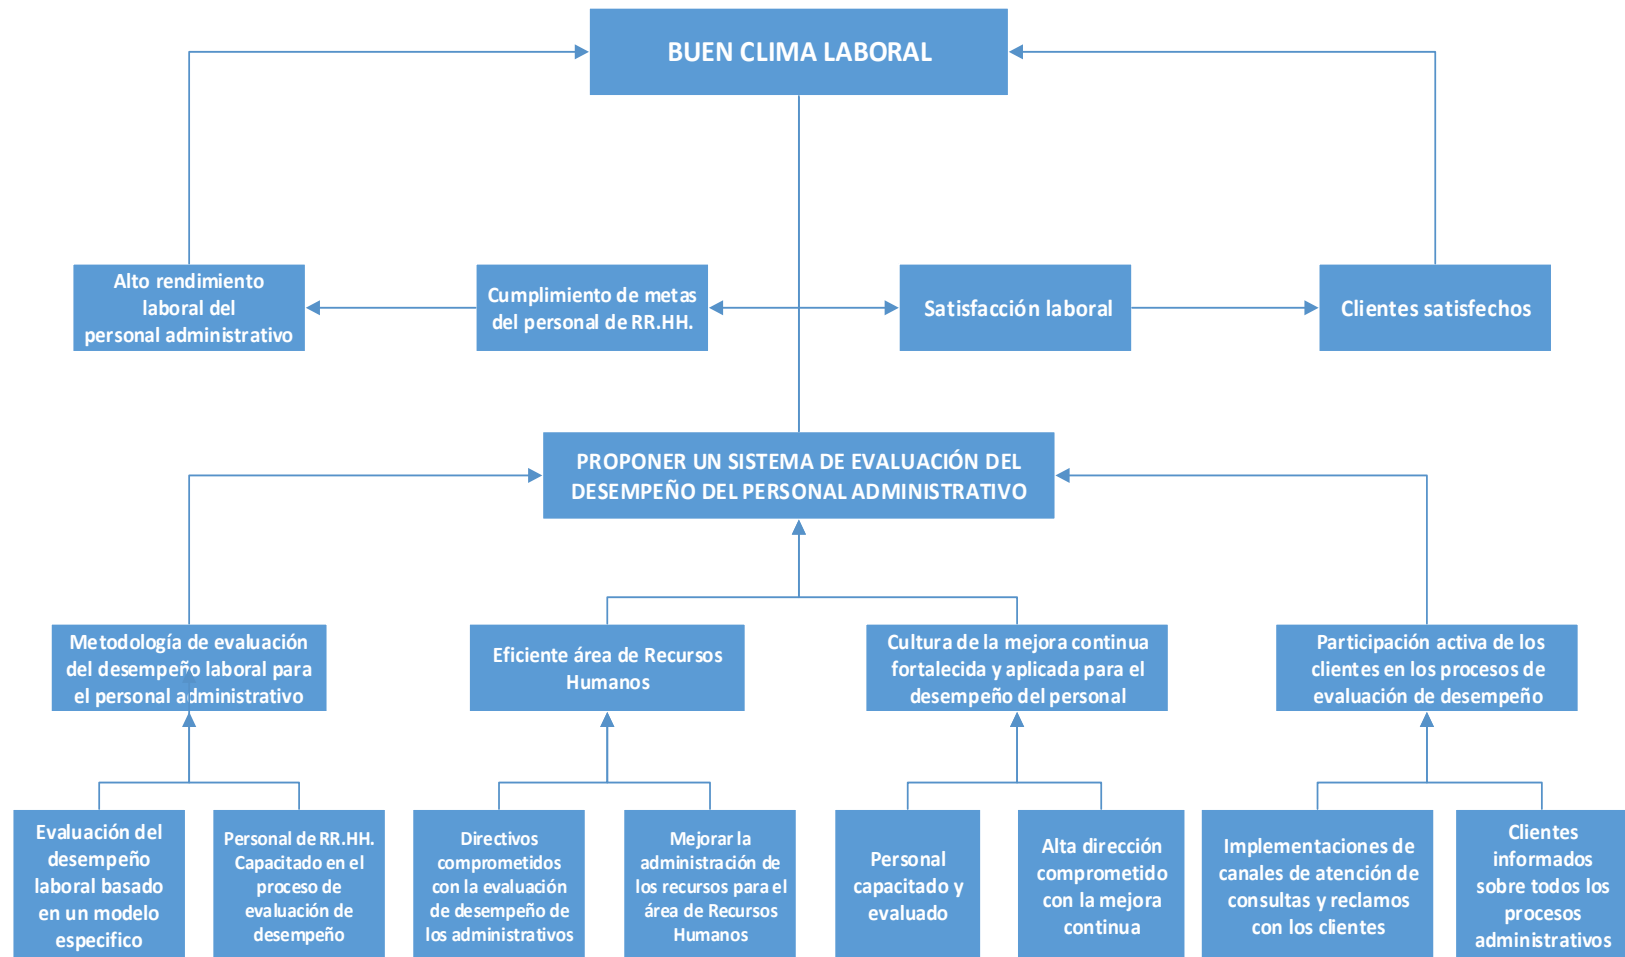 BUEN CLIMA LABORAL
Alto rendimiento
laboral del
personal administrativo
Cumplimiento de metas
del personal de RR.HH.
Satisfacción laboral
Clientes satisfechos
PROPONER UN SISTEMA DE EVALUACIÓN DEL
DESEMPEÑO DEL PERSONAL ADMINISTRATIVO
Metodología de evaluación
del desempeño laboral para
el personal administrativo
Eficiente área de Recursos
Humanos
Cultura de la mejora continua
fortalecida y aplicada para el
desempeño del personal
Participación activa de los
clientes en los procesos de
evaluación de desempeño
Evaluación del
desempeño
laboral basado
en un modelo
especifico
Personal de RR.HH.
Capacitado en el
proceso de
evaluación de
desempeño
Directivos
comprometidos
con la evaluación
de desempeño de
los administrativos
Mejorar la
administración de
los recursos para el
área de Recursos
Humanos
Personal
capacitado y
evaluado
Alta dirección
comprometido
con la mejora
continua
Implementaciones de
canales de atención de
consultas y reclamos
con los clientes
Clientes
informados
sobre todos los
procesos
administrativos